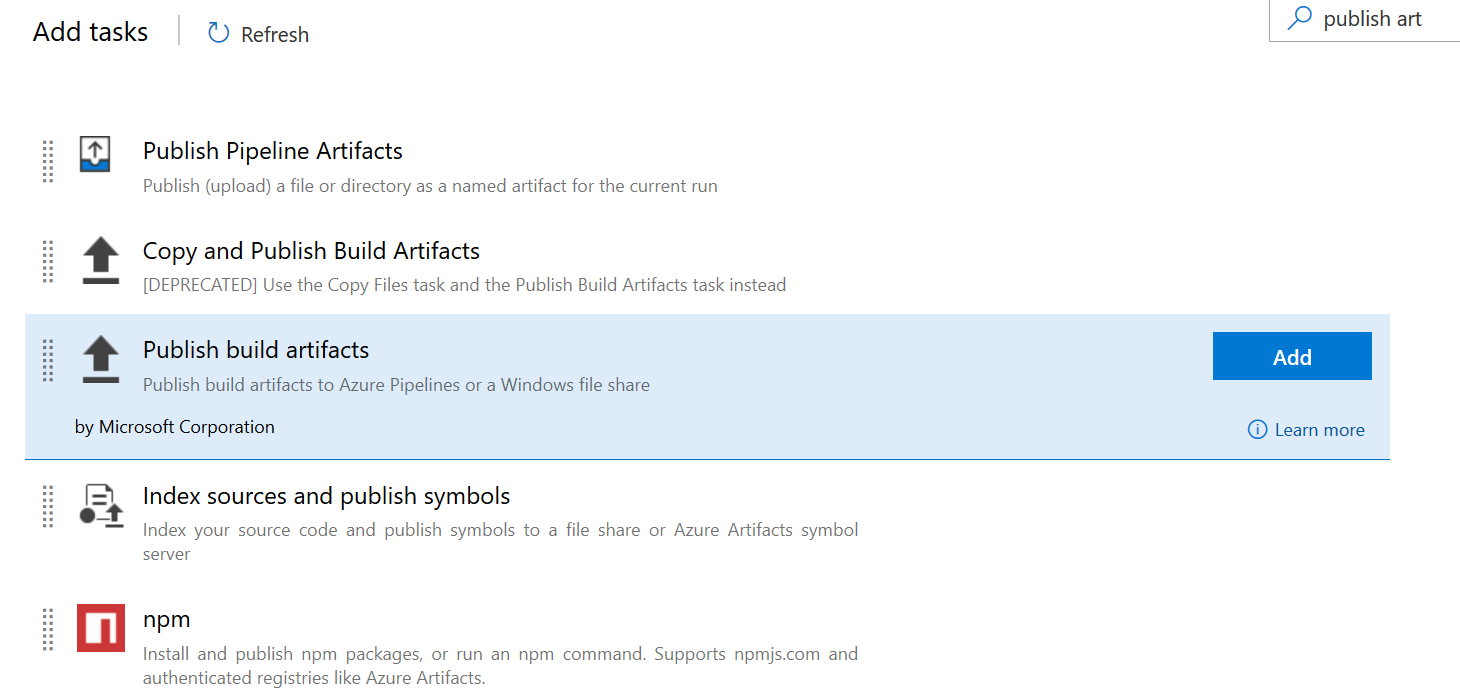 Add tasks
Refresh
publish art
Publish Pipeline Artifacts
Publish (upload) a file or directory as a named artifact for the current run
Copy and Publish Build Artifacts
[DEPRECATED] Use the Copy Files task and the Publish Build Artifacts task instead
Publish build artifacts
Add
Publish build artifacts to Azure Pipelines or a Windows file share
by Microsoft Corporation
Learn more
Index sources and publish symbols
Index your source code and publish symbols to a file share or Azure Artifacts symbol
server
npm
Install and publish npm packages, or run an npm command. Supports npmjs.com and
authenticated registries like Azure Artifacts.